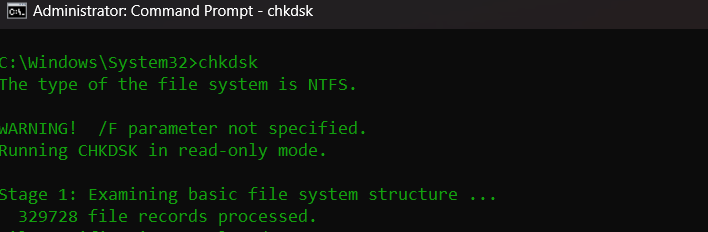 Administrator: Command Prompt - chkdsk
C:\Windows\System32>chkdsk
The type of the file system is NTFS.
WARNING!  /F parameter not specified.
Running CHKDSK in read-only mode.
Stage 1: Examining basic file system structure ...
  329728 file records processed.